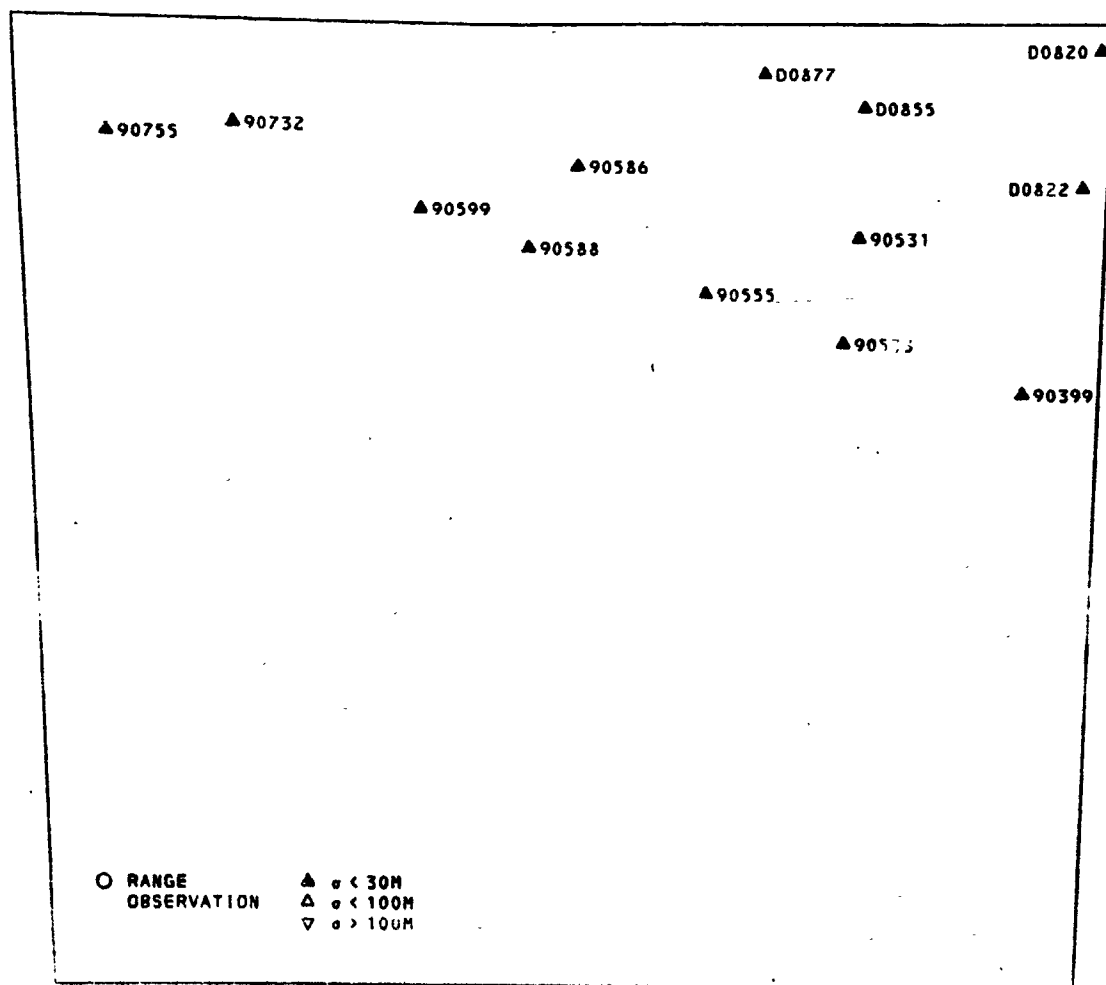 D0820
D0877
D0855
90755
90732
90586
D0822
90599
90531
90588
90555
90399
○ RANGE OBSERVATION
▲ σ < 30M
△ σ < 100M
▽ σ > 100M